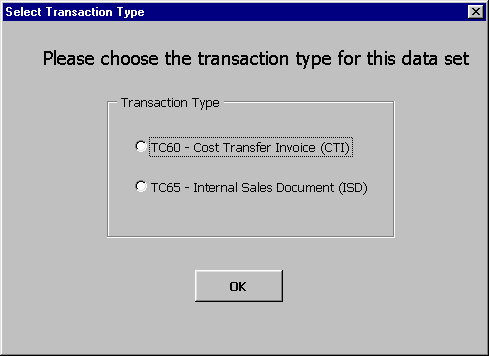 Select Transaction Type
Please choose the transaction type for this data set
Transaction Type
TC60 - Cost Transfer Invoice (CTI)
TC65 - Internal Sales Document (ISD)
OK